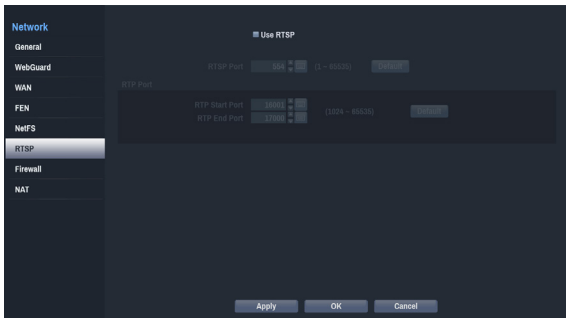 Network
General
WebGuard
WAN
FEN
NetFS
RTSP
Firewall
NAT
Use RTSP
RTSP Port 554 (1 ~ 65535) Default
RTP Port
RTP Start Port 16001
RTP End Port 17000
(1024 ~ 65535) Default
Apply OK Cancel